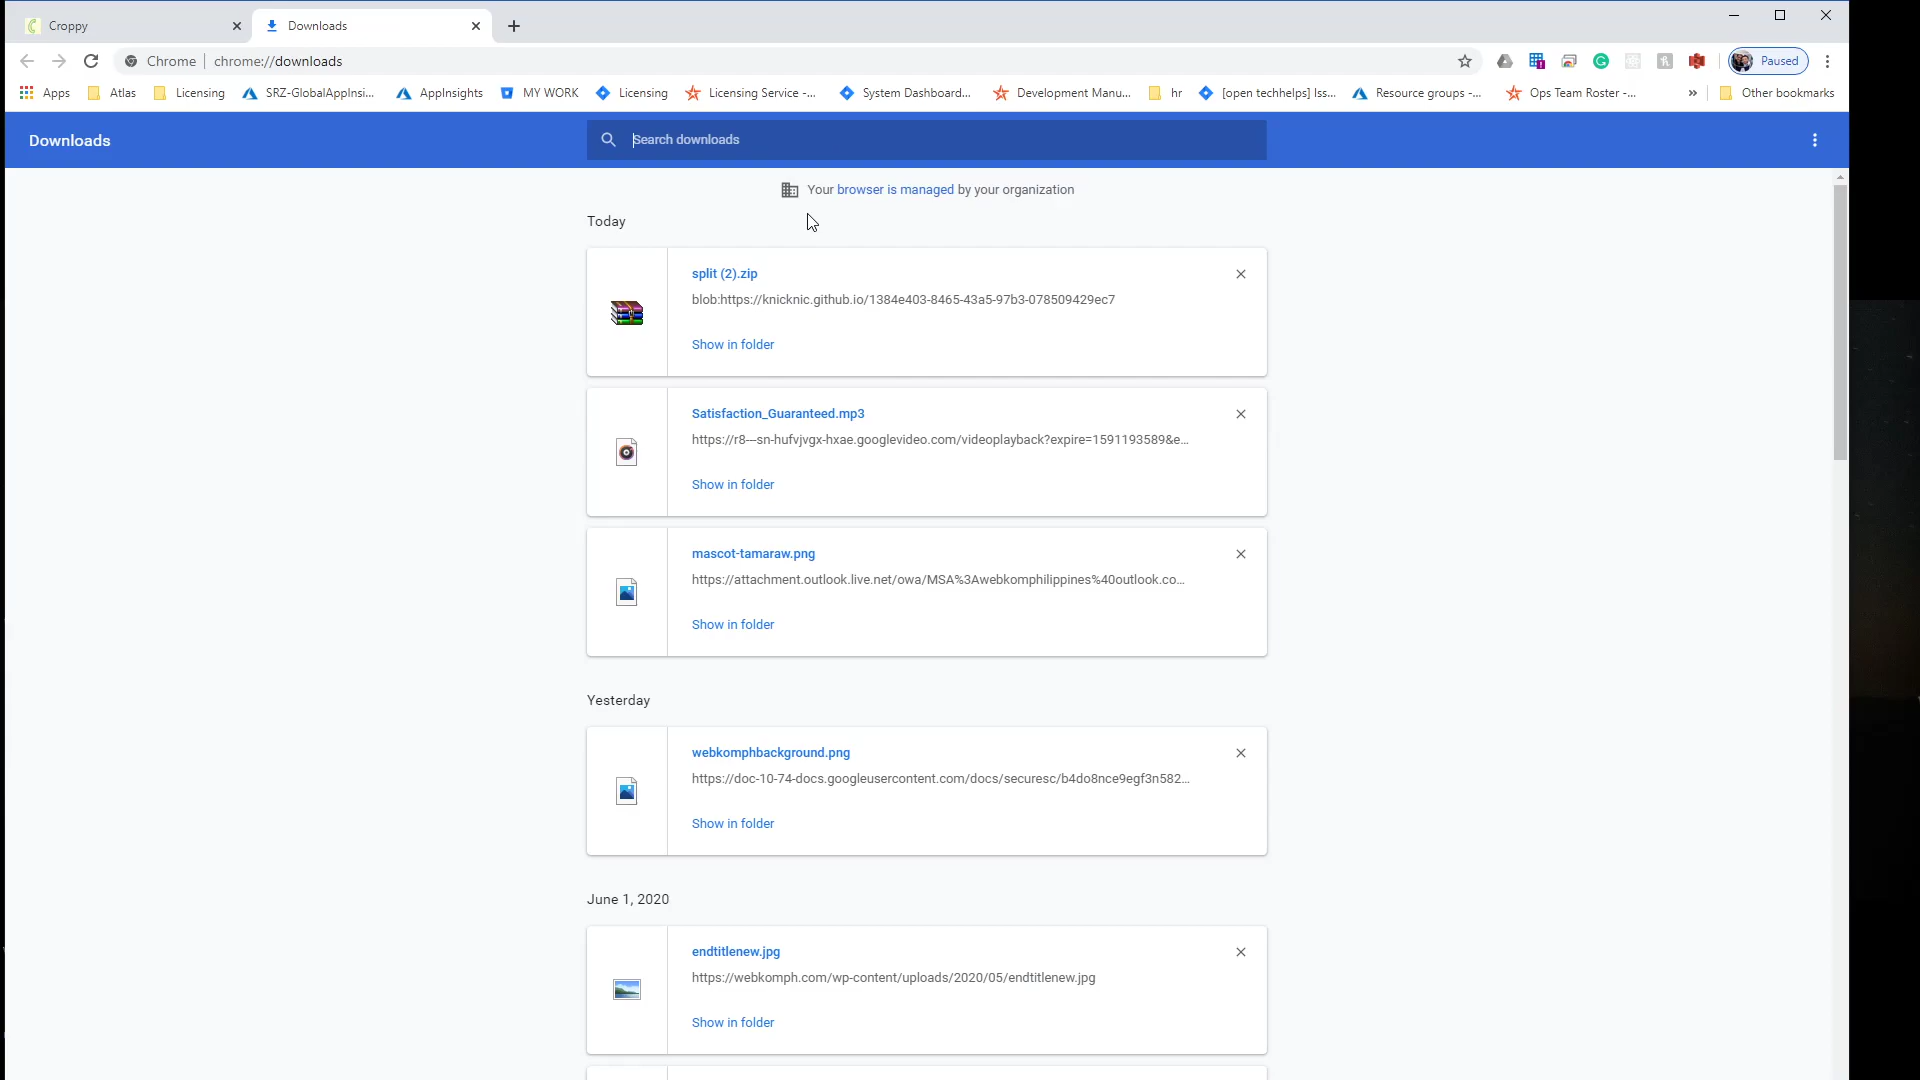 Croppy
Downloads
Chrome
chrome://downloads
Paused
Apps
Atlas
Licensing
SRZ-GlobalAppInsi...
AppInsights
MY WORK
Licensing
Licensing Service -...
System Dashboard...
Development Manu...
hr
[open techhelps] Iss...
Resource groups -...
Ops Team Roster -...
»
Other bookmarks
Downloads
Search downloads
Your browser is managed by your organization
Today
split (2).zip
blob:https://knicknic.github.io/1384e403-8465-43a5-97b3-078509429ec7
Show in folder
Satisfaction_Guaranteed.mp3
https://r8---sn-hufvjvgx-hxae.googlevideo.com/videoplayback?expire=1591193589&e...
Show in folder
mascot-tamaraw.png
https://attachment.outlook.live.net/owa/MSA%3Awebkomphilippines%40outlook.co...
Show in folder
Yesterday
webkomphbackground.png
https://doc-10-74-docs.googleusercontent.com/docs/securesc/b4do8nce9egf3n582...
Show in folder
June 1, 2020
endtitlenew.jpg
https://webkomph.com/wp-content/uploads/2020/05/endtitlenew.jpg
Show in folder